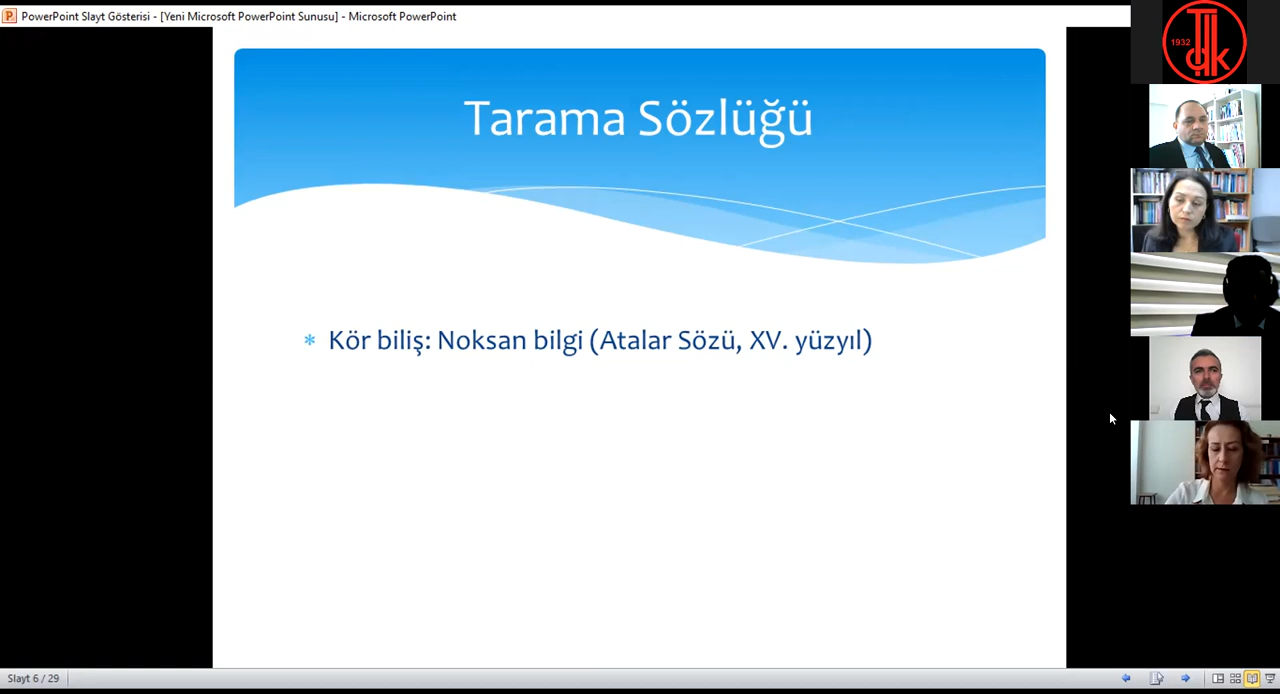 PowerPoint Slayt Gösterisi - [Yeni Microsoft PowerPoint Sunusu] - Microsoft PowerPoint
1932
Tarama Sözlüğü
* Kör biliş: Noksan bilgi (Atalar Sözü, XV. yüzyıl)
Slayt 6 / 29